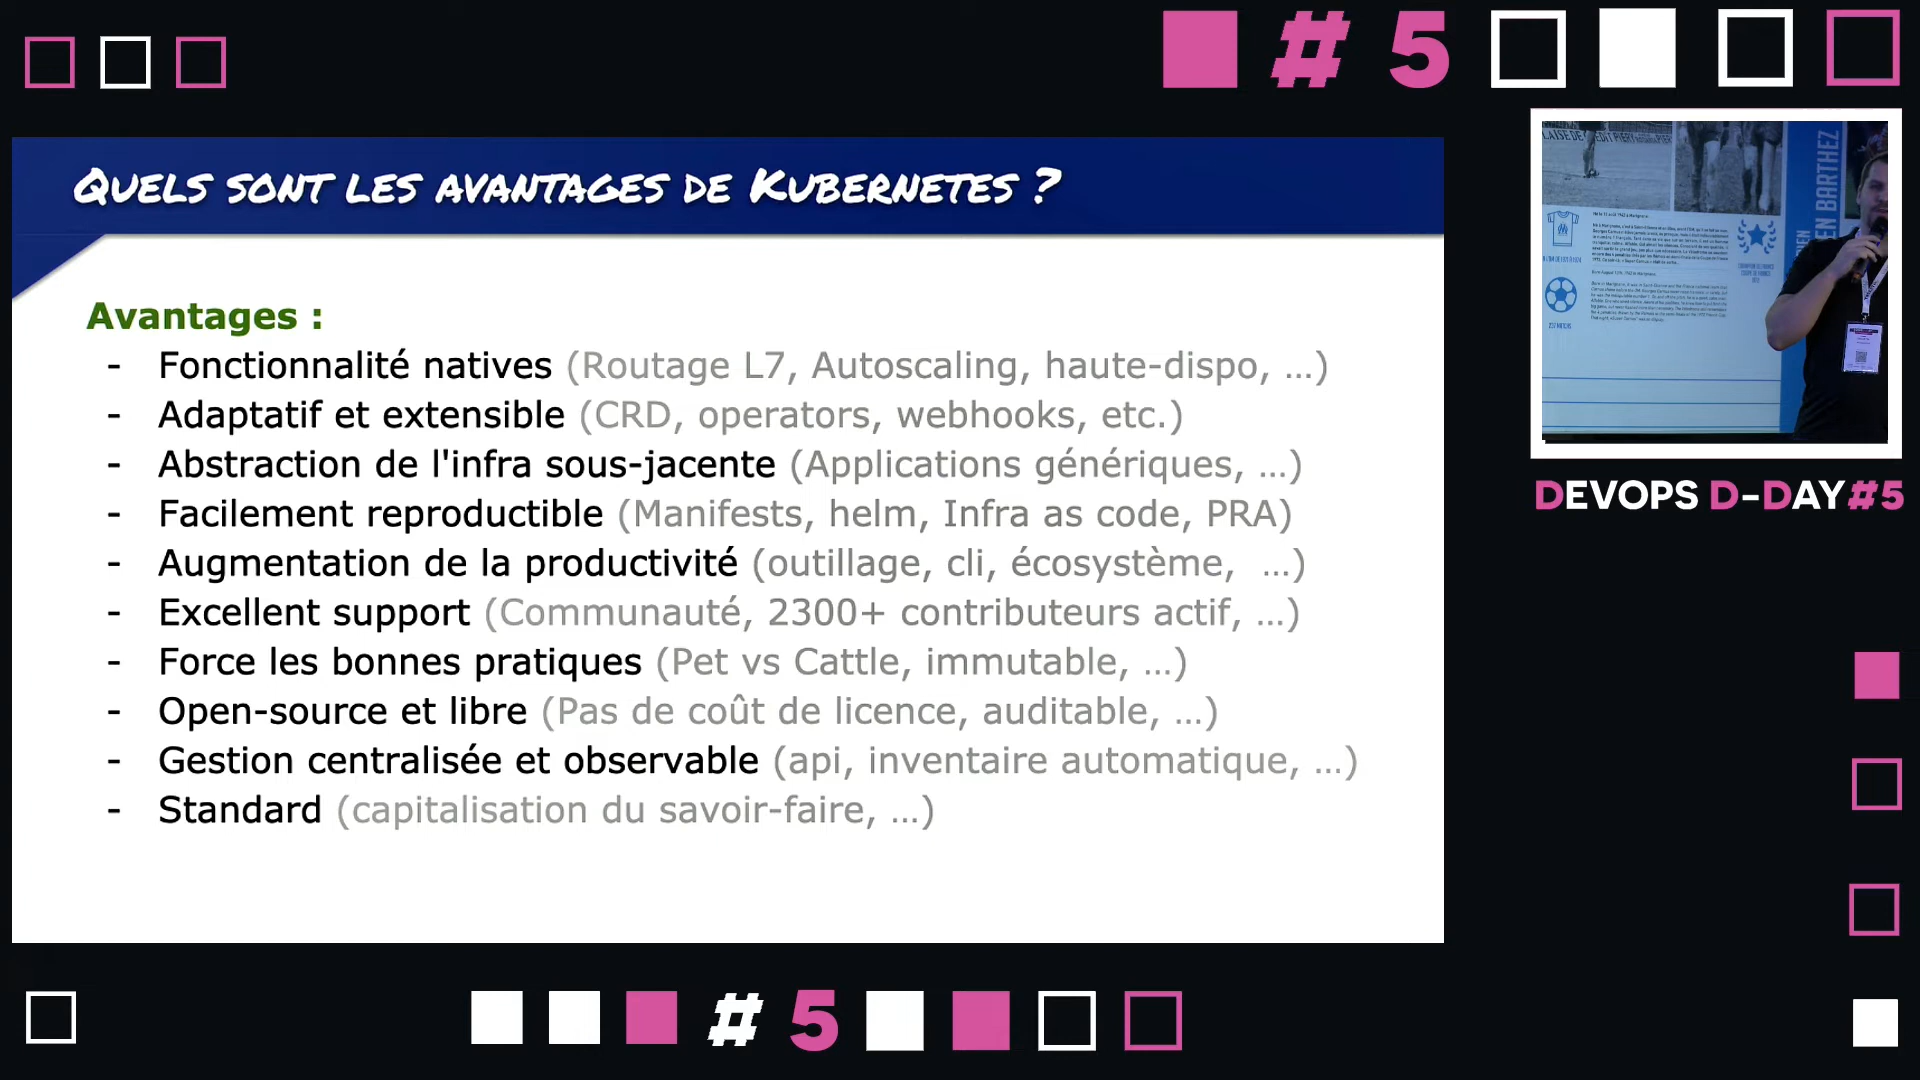 # 5
QUELS SONT LES AVANTAGES DE KUBERNETES ?
Avantages :
- Fonctionnalité natives (Routage L7, Autoscaling, haute-dispo, ...)
- Adaptatif et extensible (CRD, operators, webhooks, etc.)
- Abstraction de l'infra sous-jacente (Applications génériques, ...)
- Facilement reproductible (Manifests, helm, Infra as code, PRA)
- Augmentation de la productivité (outillage, cli, écosystème,  ...)
- Excellent support (Communauté, 2300+ contributeurs actif, ...)
- Force les bonnes pratiques (Pet vs Cattle, immutable, ...)
- Open-source et libre (Pas de coût de licence, auditable, ...)
- Gestion centralisée et observable (api, inventaire automatique, ...)
- Standard (capitalisation du savoir-faire, ...)
EN BARTHEZ
DEVOPS D-DAY#5
# 5